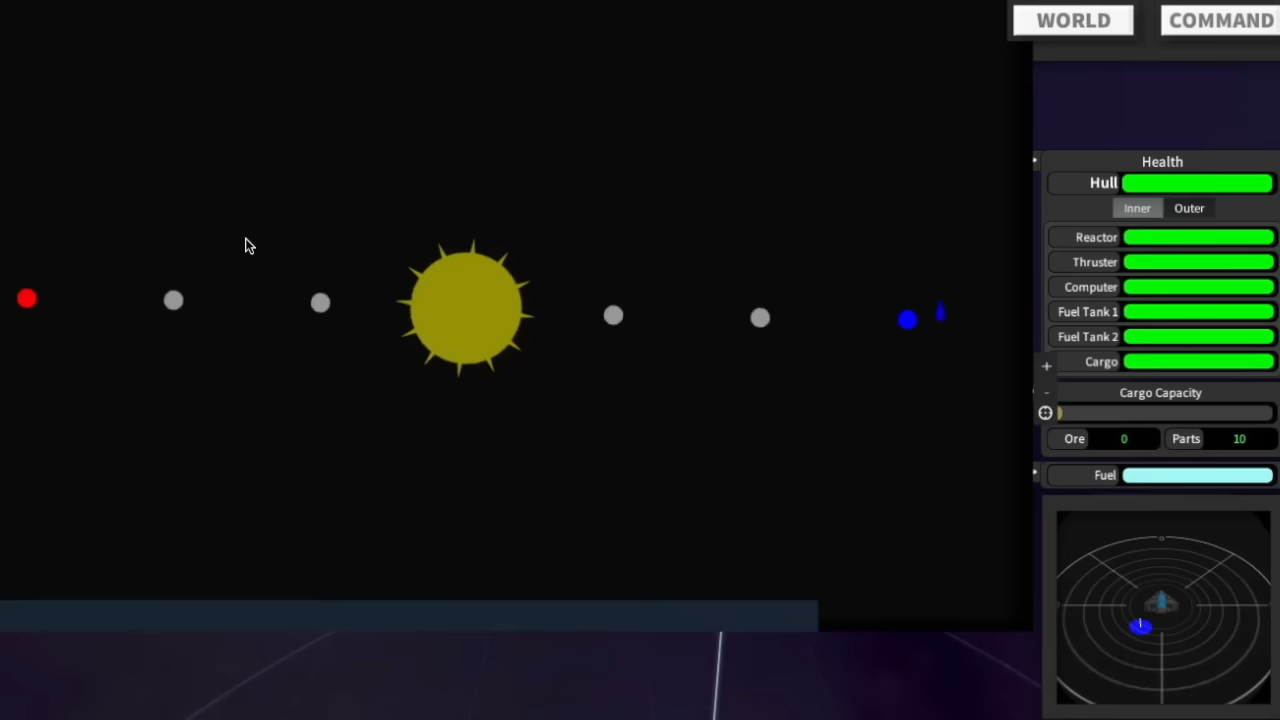 WORLD COMMAND
Health
Hull
Inner Outer
Reactor
Thruster
Computer
Fuel Tank 1
Fuel Tank 2
Cargo
+
-
Cargo Capacity
Ore 0 Parts 10
Fuel